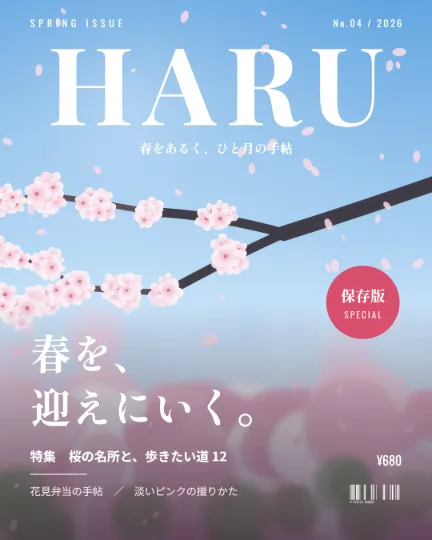 SPRING ISSUE
No.04 / 2026
HARU
春をあるく、ひと月の手帖
保存版
SPECIAL
春を、
迎えにいく。
特集　桜の名所と、歩きたい道 12
¥680
花見弁当の手帖　／　淡いピンクの撮りかた